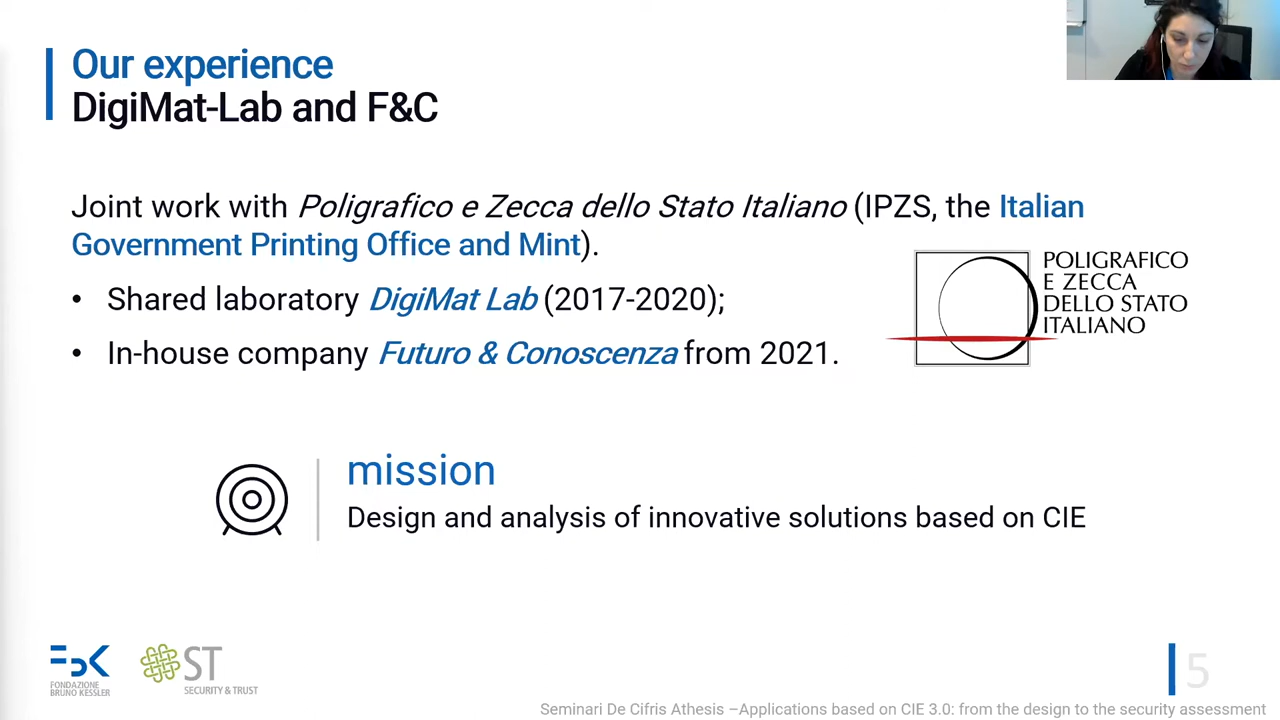 Our experience
DigiMat-Lab and F&C
Joint work with Poligrafico e Zecca dello Stato Italiano (IPZS, the Italian
Government Printing Office and Mint).
• Shared laboratory DigiMat Lab (2017-2020);
• In-house company Futuro & Conoscenza from 2021.
POLIGRAFICO
E ZECCA
DELLO STATO
ITALIANO
mission
Design and analysis of innovative solutions based on CIE
FBK
FONDAZIONE
BRUNO KESSLER
ST
SECURITY & TRUST
5
Seminari De Cifris Athesis –Applications based on CIE 3.0: from the design to the security assessment